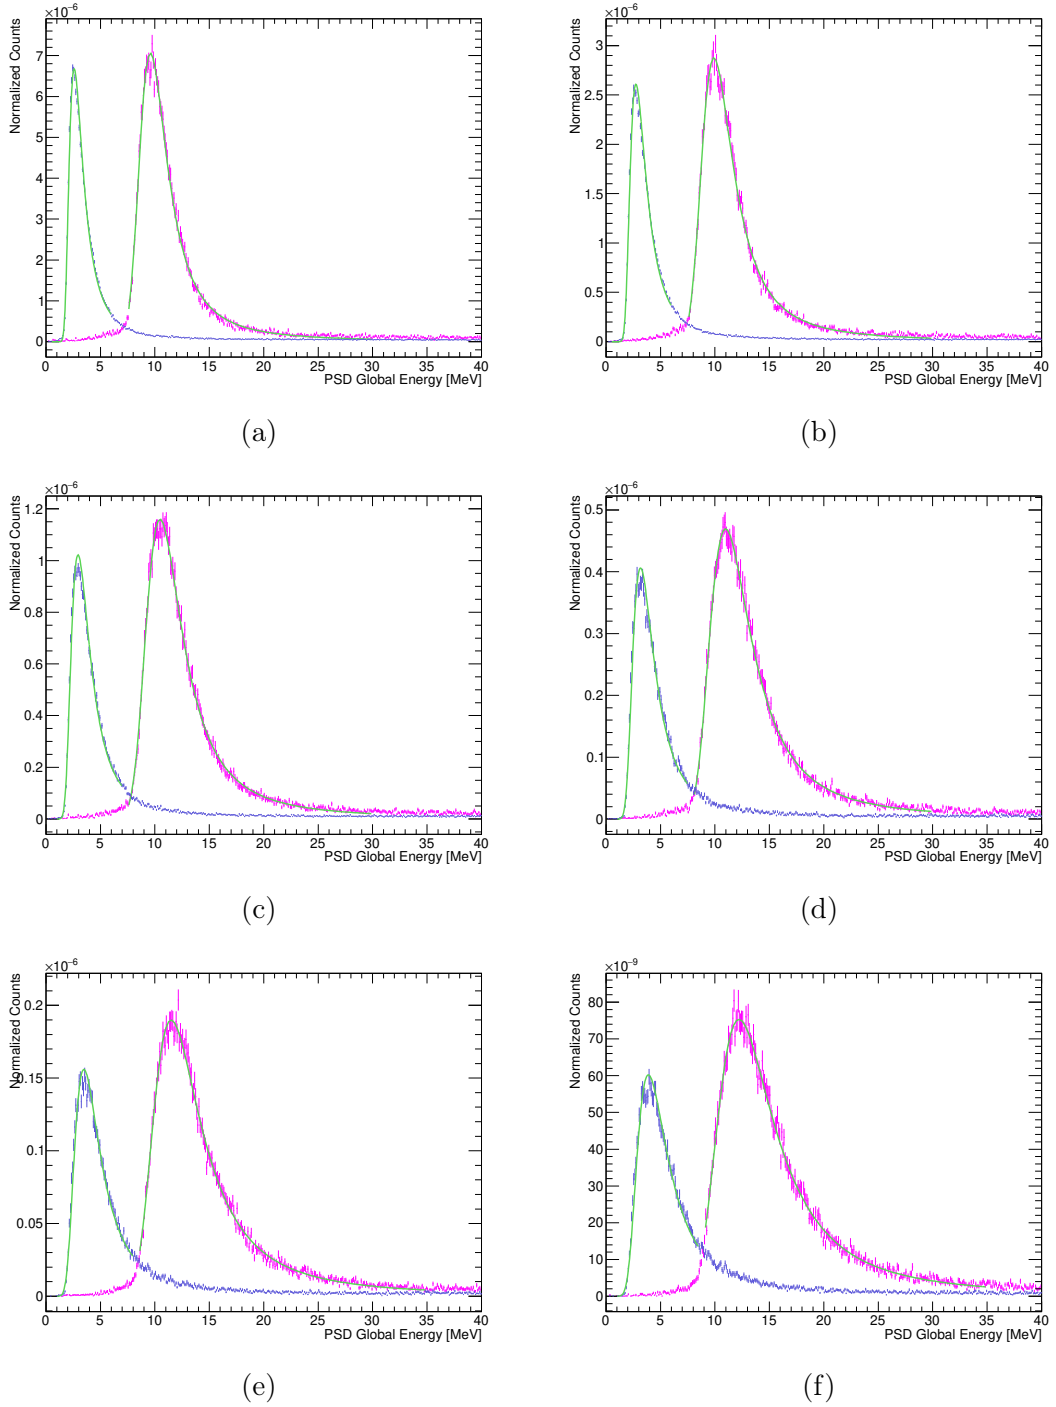 ×10⁻⁶
Normalized Counts
7
6
5
4
3
2
1
0
0 5 10 15 20 25 30 35 40
PSD Global Energy [MeV]
(a)
×10⁻⁶
Normalized Counts
3
2.5
2
1.5
1
0.5
0
0 5 10 15 20 25 30 35 40
PSD Global Energy [MeV]
(b)
×10⁻⁶
Normalized Counts
1.2
1
0.8
0.6
0.4
0.2
0
0 5 10 15 20 25 30 35 40
PSD Global Energy [MeV]
(c)
×10⁻⁶
Normalized Counts
0.5
0.4
0.3
0.2
0.1
0
0 5 10 15 20 25 30 35 40
PSD Global Energy [MeV]
(d)
×10⁻⁶
Normalized Counts
0.2
0.15
0.1
0.05
0
0 5 10 15 20 25 30 35 40
PSD Global Energy [MeV]
(e)
×10⁻⁹
Normalized Counts
80
70
60
50
40
30
20
10
0
0 5 10 15 20 25 30 35 40
PSD Global Energy [MeV]
(f)